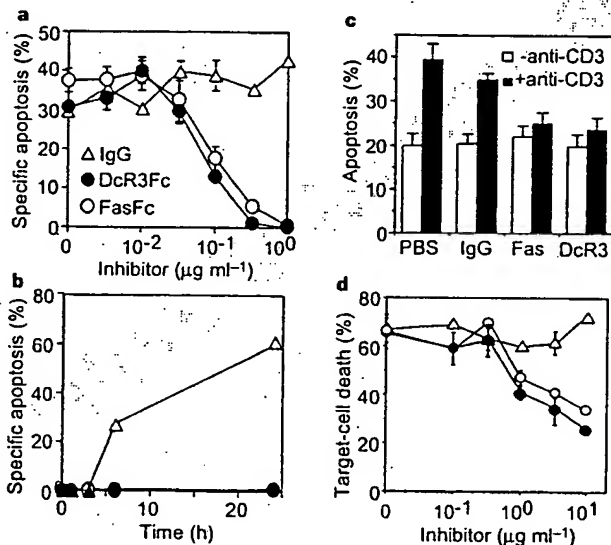 a
Specific apoptosis (%)
50
40
30
20
10
0
IgG
DcR3Fc
FasFc
0
10⁻²
10⁻¹
10⁰
Inhibitor (µg ml⁻¹)
b
Specific apoptosis (%)
80
60
40
20
0
0
10
20
Time (h)
c
Apoptosis (%)
-anti-CD3
+anti-CD3
40
30
20
10
0
PBS
IgG
Fas
DcR3
d
Target-cell death (%)
80
60
40
20
0
0
10⁻¹
10⁰
10¹
Inhibitor (µg ml⁻¹)